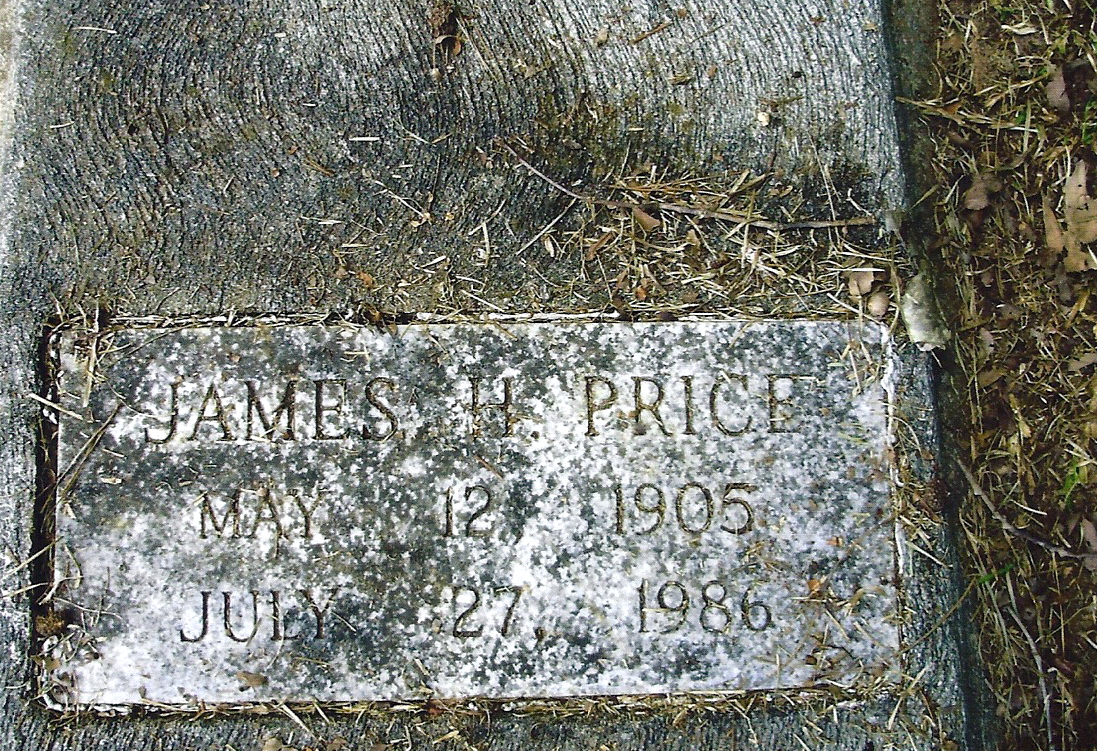 JAMES H. PRICE
MAY 12, 1905
JULY 27, 1986